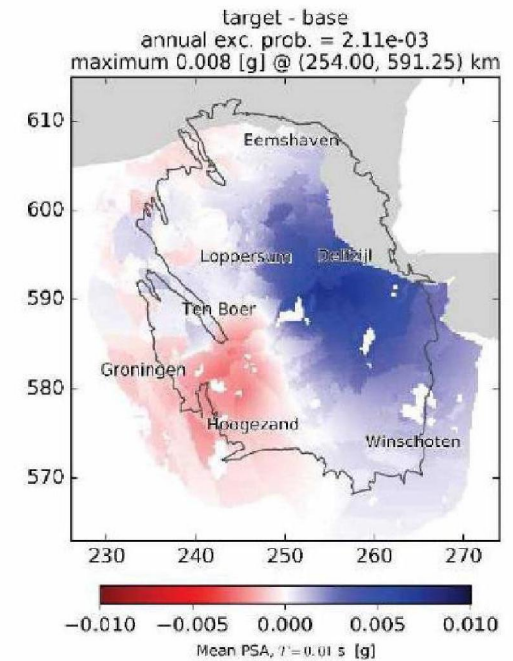 target - base
annual exc. prob. = 2.11e-03
maximum 0.008 [g] @ (254.00, 591.25) km
610
Eemshaven
600
Loppersum
Delfzijl
590
Ten Boer
Groningen
580
Hoogezand
Winschoten
570
230
240
250
260
270
−0.010
−0.005
0.000
0.005
0.010
Mean PSA, T = 0.01 s [g]